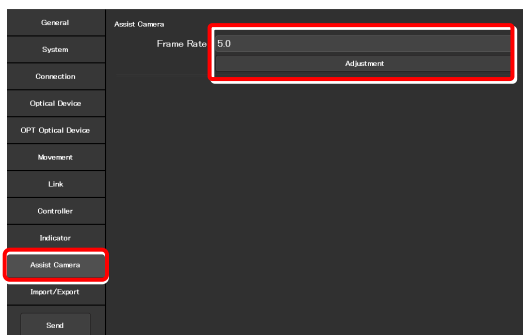 General
System
Connection
Optical Device
OPT Optical Device
Movement
Link
Controller
Indicator
Assist Camera
Import/Export
Send
Assist Camera
Frame Rate 5.0
Adjustment